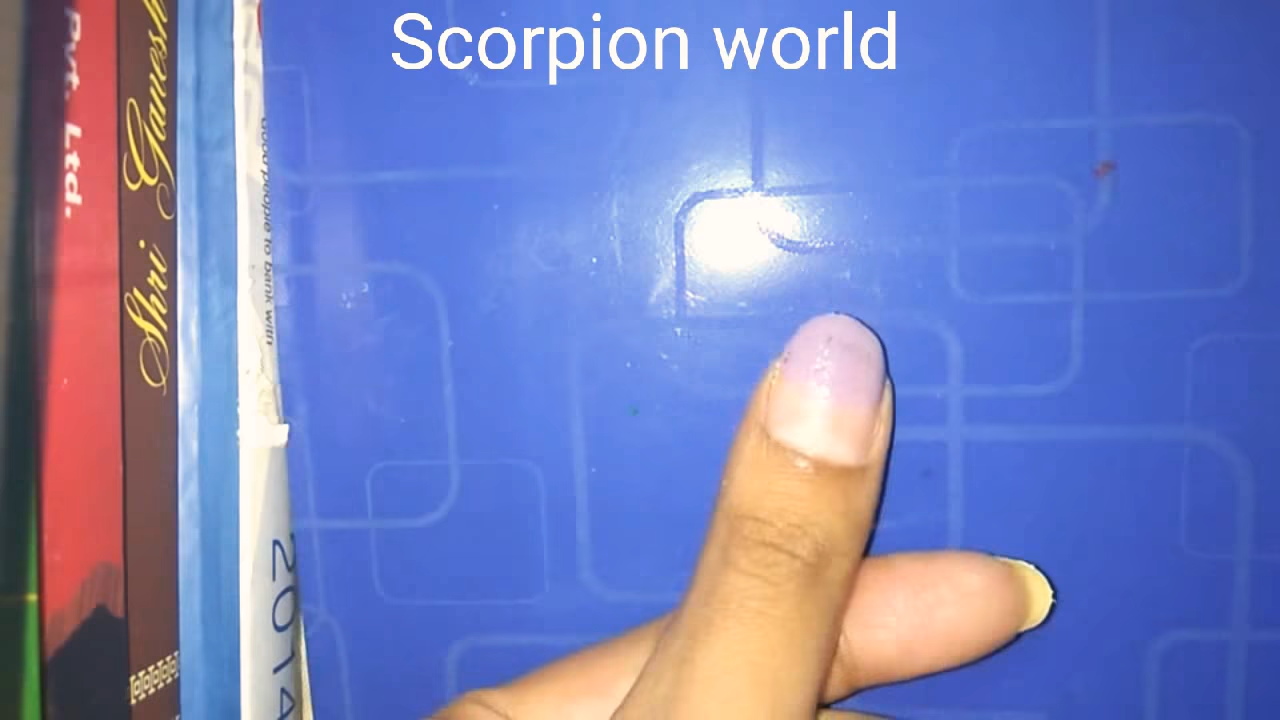 Scorpion world
Pvt. Ltd.
Shri Ganesh
Good people to bank with
2014